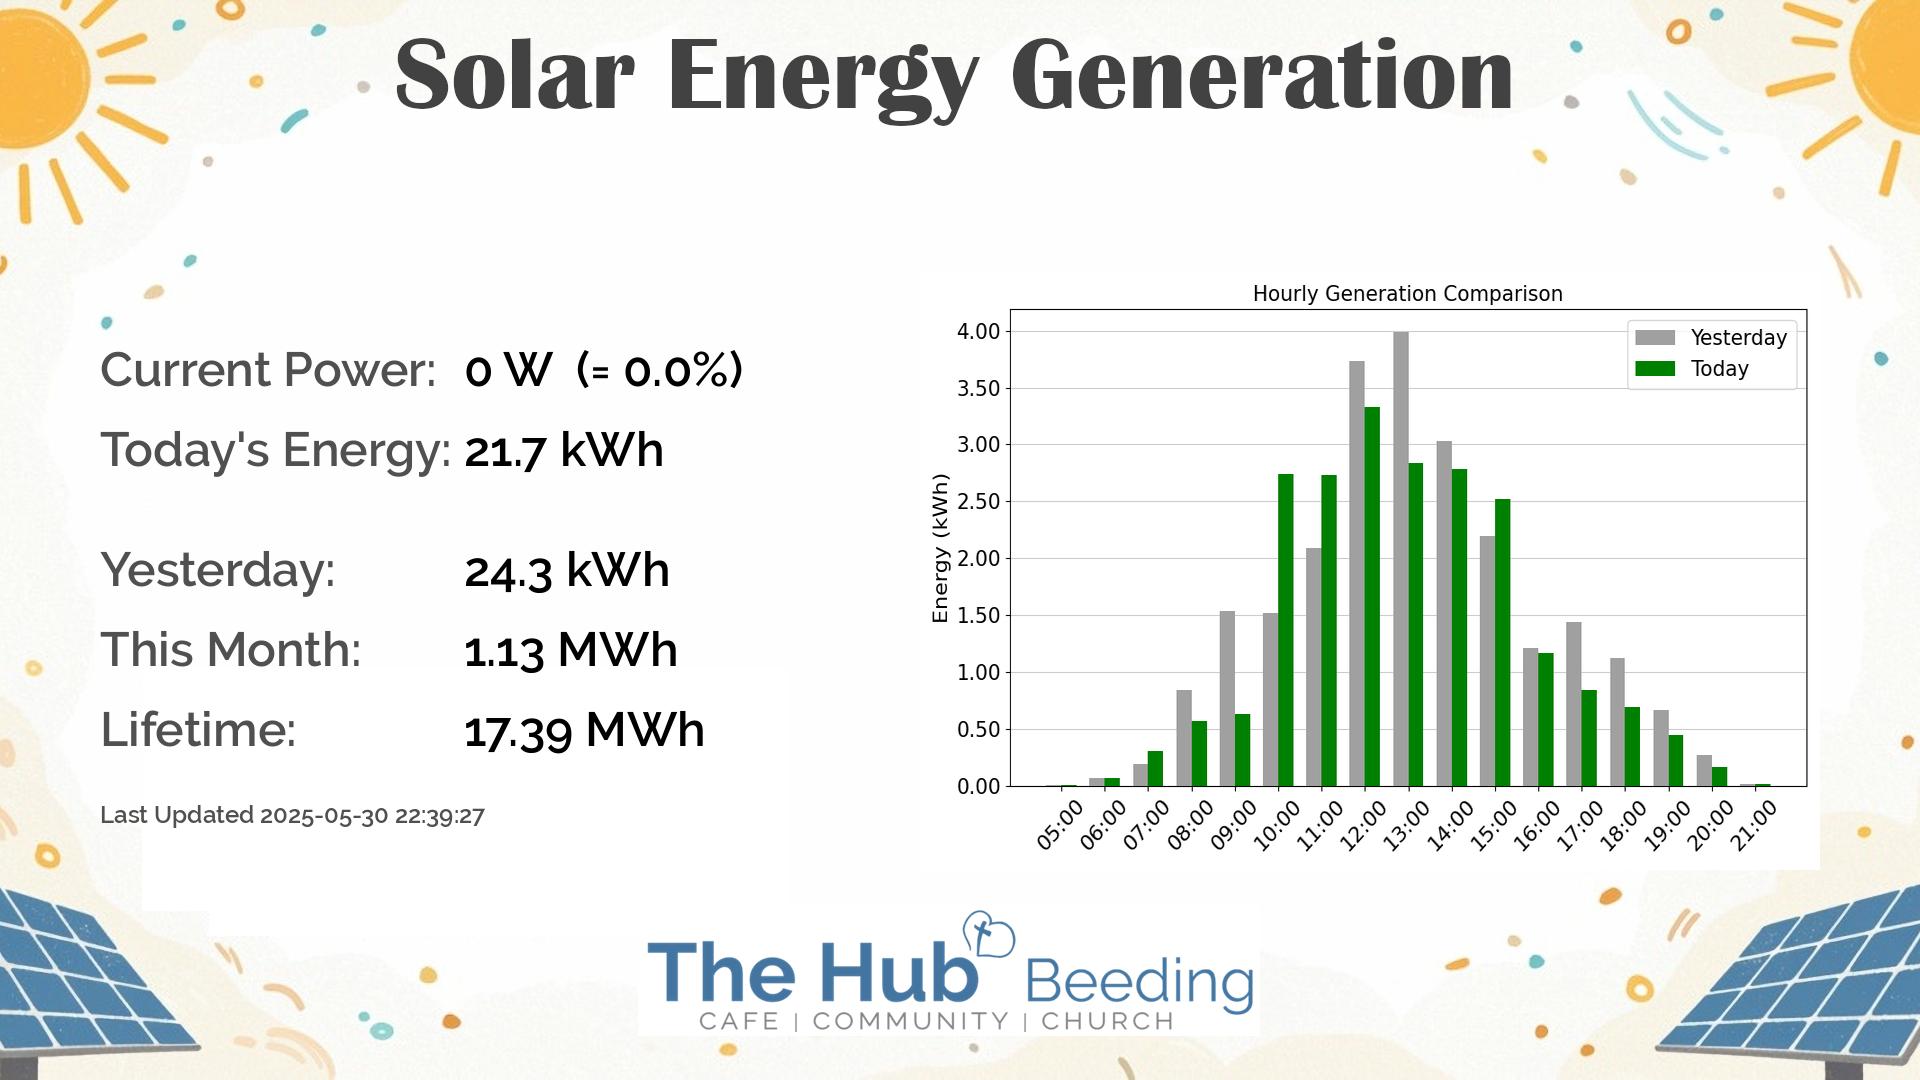 Solar Energy Generation
Current Power: 0 W (= 0.0%)
Today's Energy: 21.7 kWh
Yesterday: 24.3 kWh
This Month: 1.13 MWh
Lifetime: 17.39 MWh
Last Updated 2025-05-30 22:39:27
Hourly Generation Comparison
Yesterday
Today
Energy (kWh)
4.00
3.50
3.00
2.50
2.00
1.50
1.00
0.50
0.00
05:00 06:00 07:00 08:00 09:00 10:00 11:00 12:00 13:00 14:00 15:00 16:00 17:00 18:00 19:00 20:00 21:00
The Hub Beeding
CAFE | COMMUNITY | CHURCH